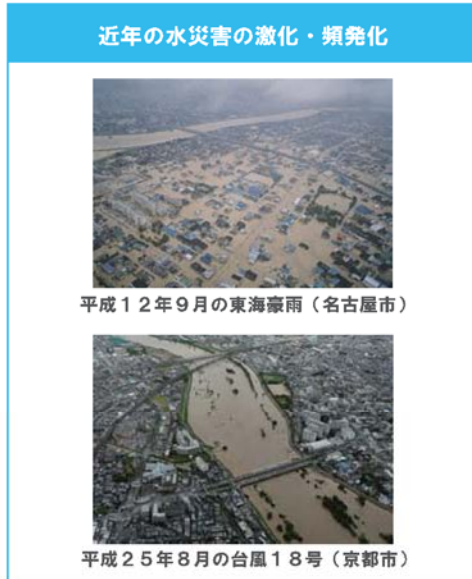 近年の水災害の激化・頻発化
平成１２年９月の東海豪雨（名古屋市）
平成２５年８月の台風１８号（京都市）